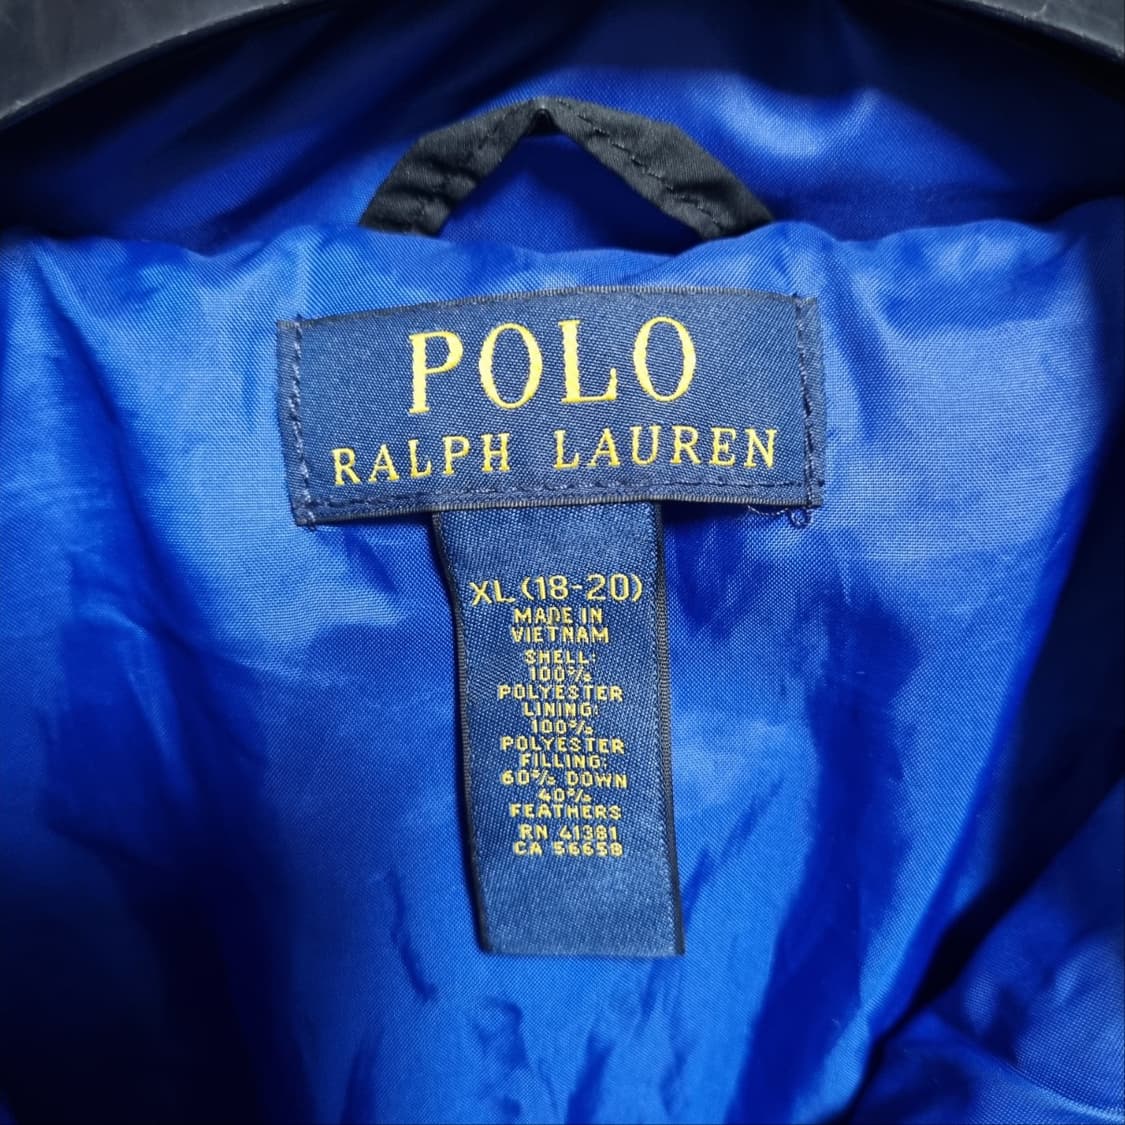 POLO
RALPH LAUREN
XL (18-20)
MADE IN
VIETNAM
SHELL:
100%
POLYESTER
LINING:
100%
POLYESTER
FILLING:
60% DOWN
40%
FEATHERS
RN 41381
CA 56658